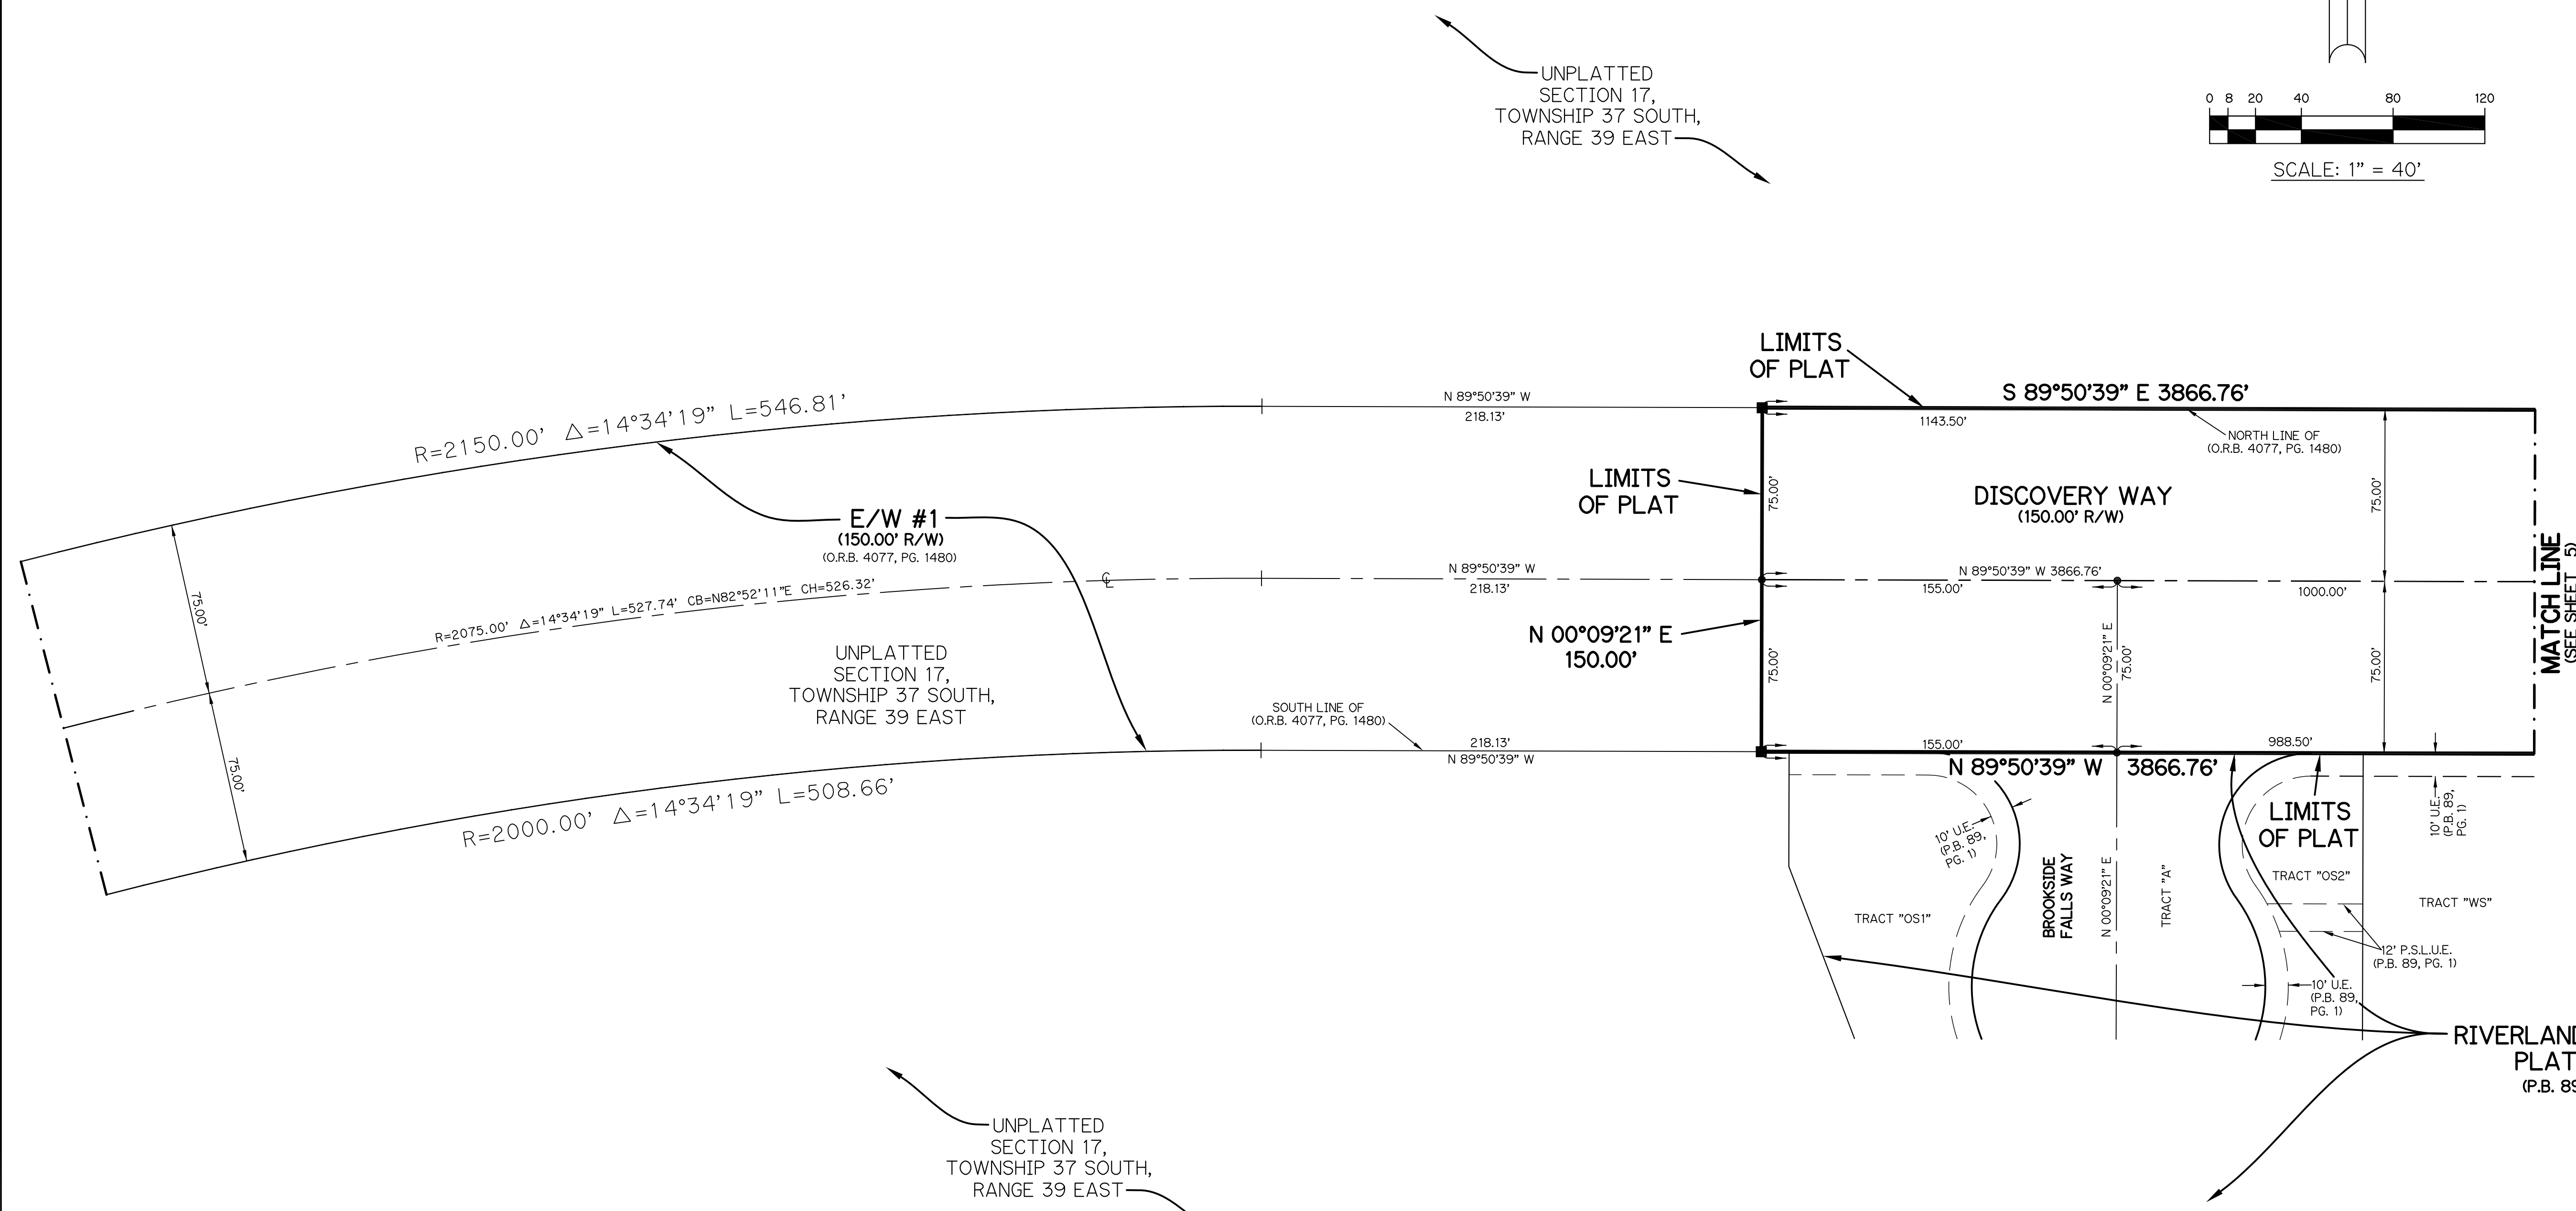 UNPLATTED
SECTION 17,
TOWNSHIP 37 SOUTH,
RANGE 39 EAST
0 8 20 40 80 120
SCALE: 1" = 40'
LIMITS
OF PLAT
S 89°50'39" E 3866.76'
N 89°50'39" W
218.13'
1143.50'
NORTH LINE OF
(O.R.B. 4077, PG. 1480)
R=2150.00' Δ=14°34'19" L=546.81'
LIMITS
OF PLAT
75.00'
DISCOVERY WAY
(150.00' R/W)
75.00'
E/W #1
(150.00' R/W)
(O.R.B. 4077, PG. 1480)
MATCH LINE
(SEE SHEET 5)
N 89°50'39" W
218.13'
N 89°50'39" W 3866.76'
155.00'
1000.00'
℄
R=2075.00' Δ=14°34'19" L=527.74' CB=N82°52'11"E CH=526.32'
75.00'
N 00°09'21" E
150.00'
75.00'
N 00°09'21" E
75.00'
75.00'
UNPLATTED
SECTION 17,
TOWNSHIP 37 SOUTH,
RANGE 39 EAST
SOUTH LINE OF
(O.R.B. 4077, PG. 1480)
218.13'
N 89°50'39" W
155.00'
988.50'
N 89°50'39" W 3866.76'
75.00'
R=2000.00' Δ=14°34'19" L=508.66'
LIMITS
OF PLAT
10' U.E.
(P.B. 89,
PG. 1)
10' U.E.
(P.B. 89,
PG. 1)
TRACT "OS1"
BROOKSIDE
FALLS WAY
N 00°09'21" E
TRACT "A"
TRACT "OS2"
TRACT "WS"
12' P.S.L.U.E.
(P.B. 89, PG. 1)
10' U.E.
(P.B. 89,
PG. 1)
RIVERLAND
PLAT
(P.B. 89
UNPLATTED
SECTION 17,
TOWNSHIP 37 SOUTH,
RANGE 39 EAST